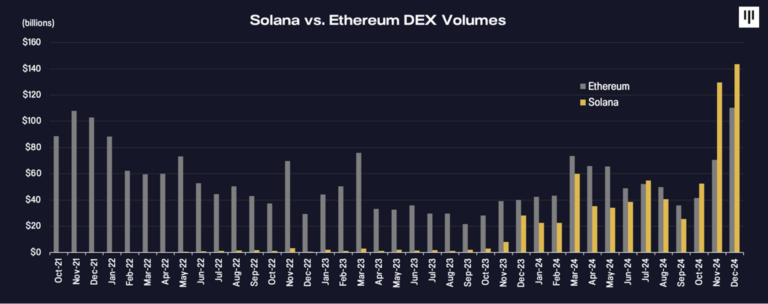 Solana vs. Ethereum DEX Volumes
(billions)
$160
$140
$120
$100
$80
$60
$40
$20
$0
Ethereum
Solana
Oct-21
Nov-21
Dec-21
Jan-22
Feb-22
Mar-22
Apr-22
May-22
Jun-22
Jul-22
Aug-22
Sep-22
Oct-22
Nov-22
Dec-22
Jan-23
Feb-23
Mar-23
Apr-23
May-23
Jun-23
Jul-23
Aug-23
Sep-23
Oct-23
Nov-23
Dec-23
Jan-24
Feb-24
Mar-24
Apr-24
May-24
Jun-24
Jul-24
Aug-24
Sep-24
Oct-24
Nov-24
Dec-24